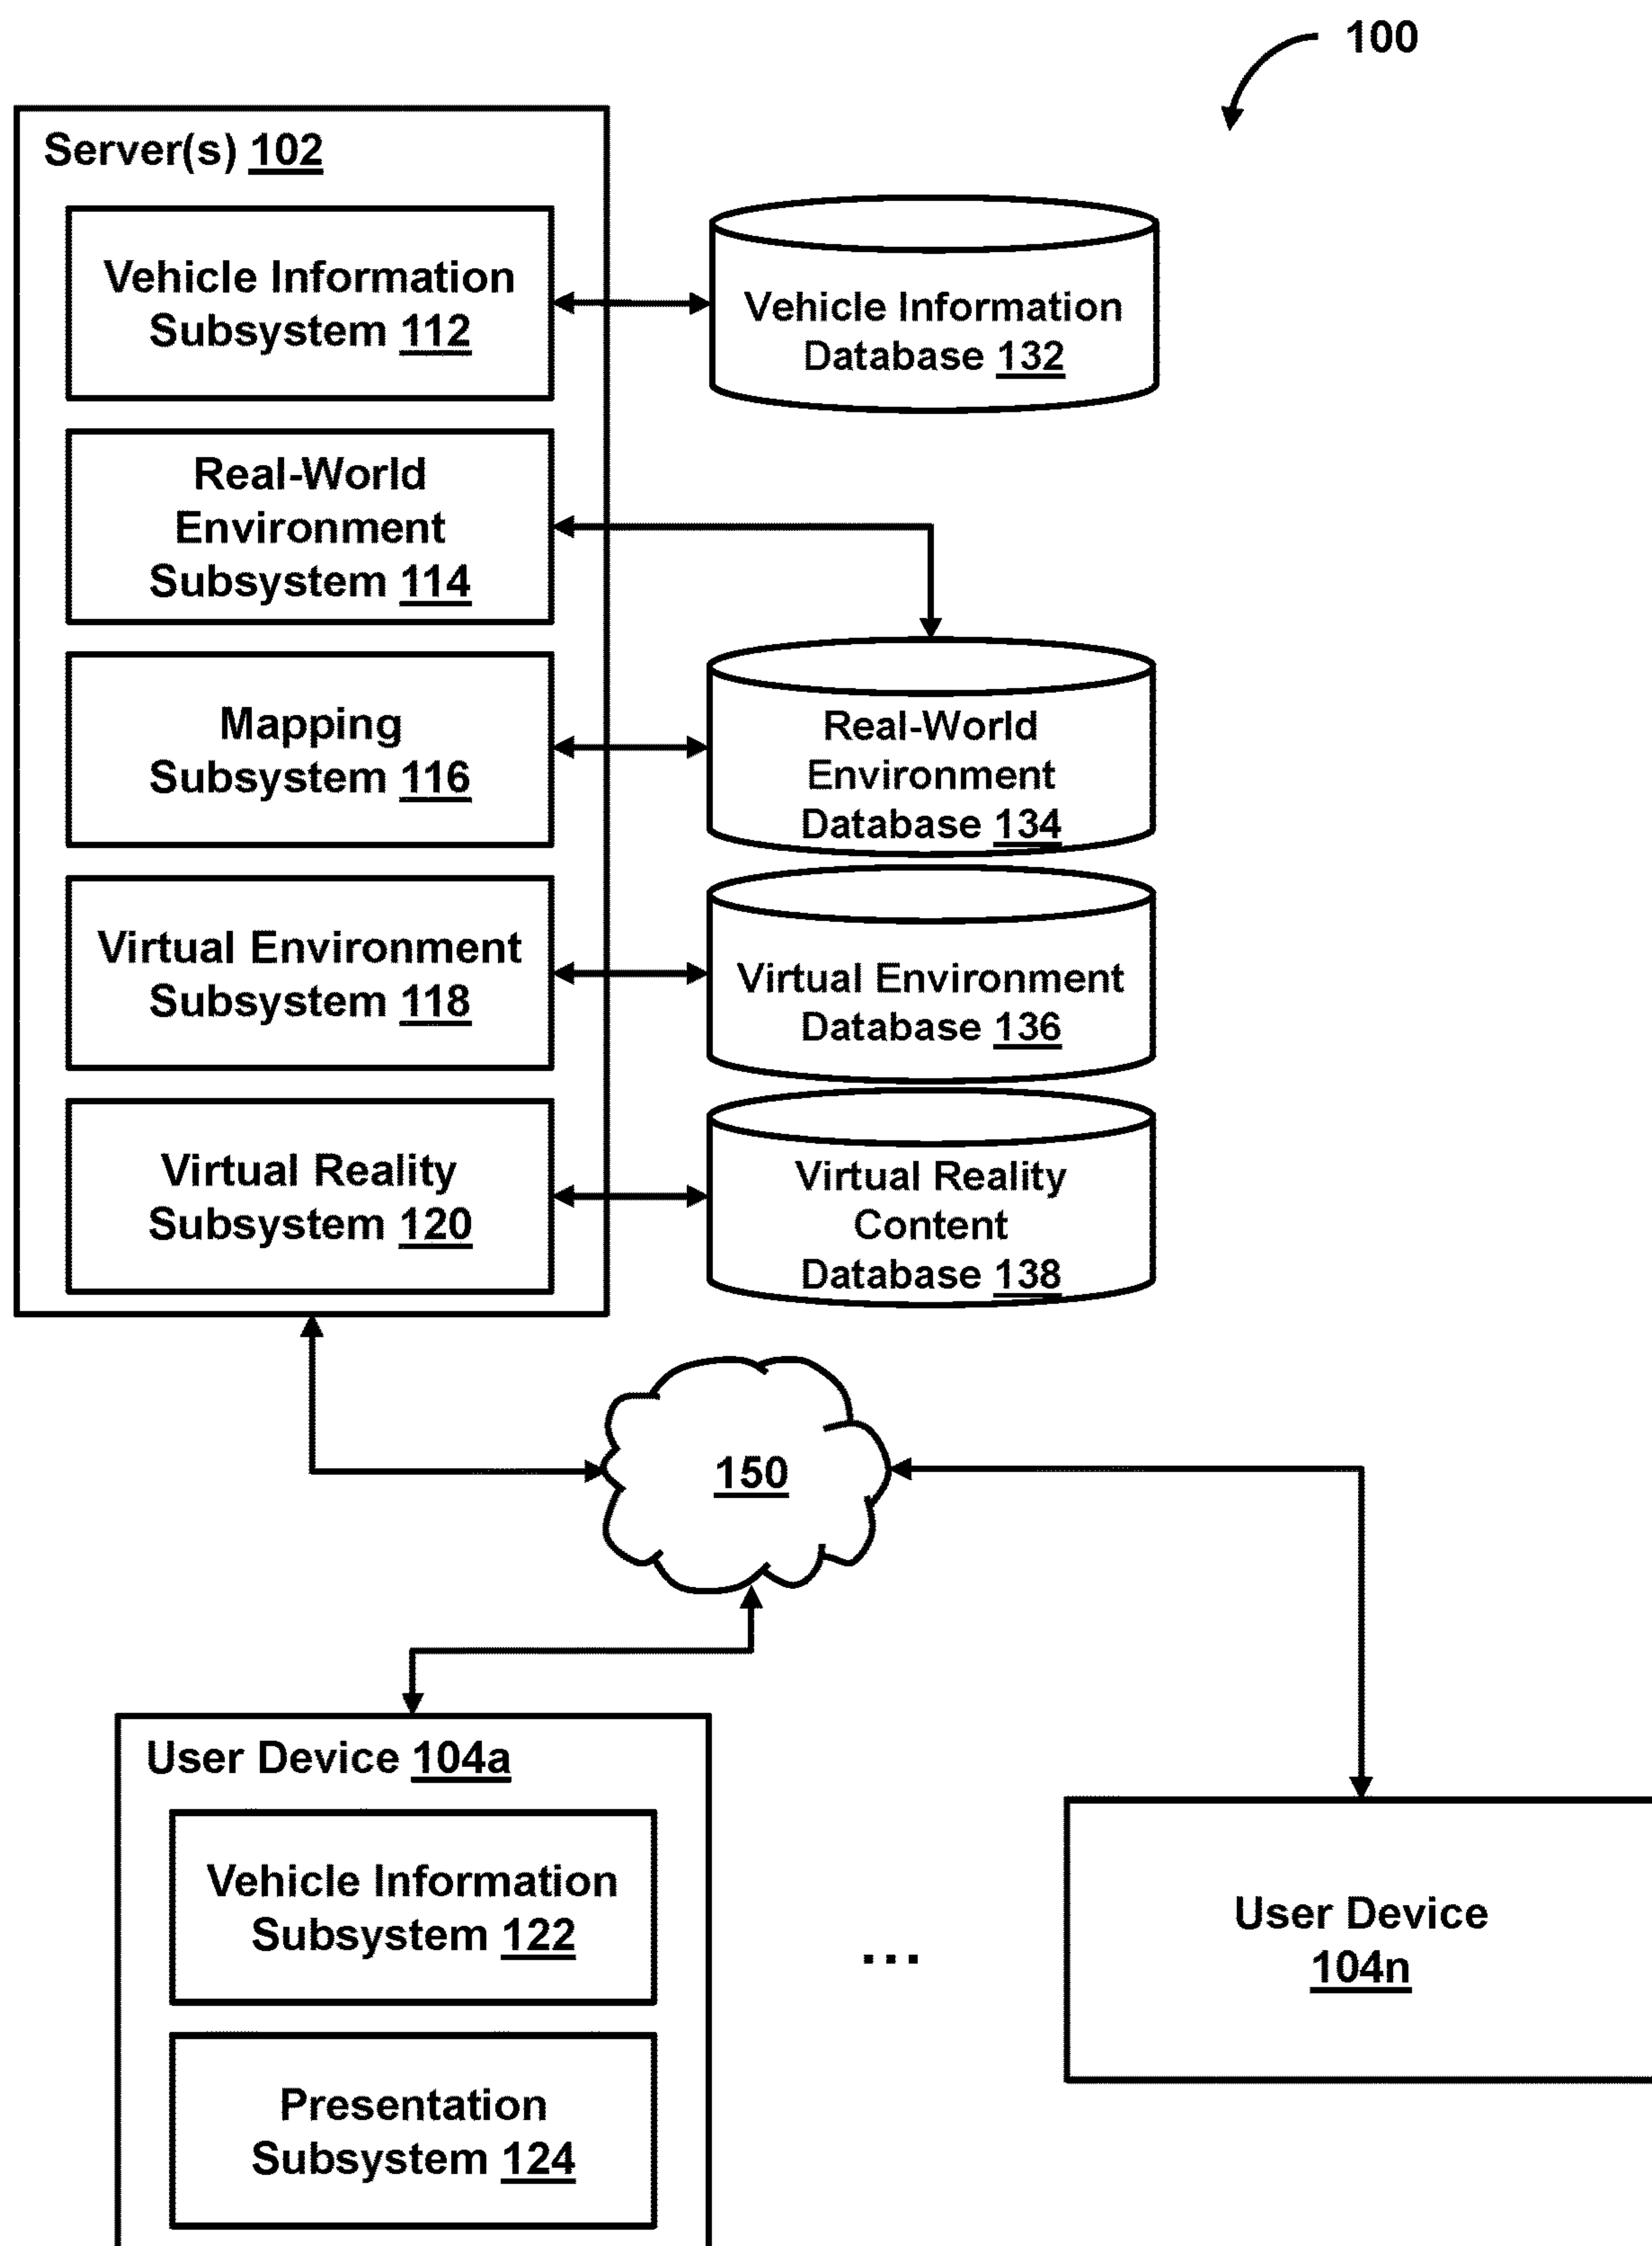 100
Server(s) 102
Vehicle Information
Subsystem 112
Vehicle Information
Database 132
Real-World
Environment
Subsystem 114
Mapping
Subsystem 116
Real-World
Environment
Database 134
Virtual Environment
Subsystem 118
Virtual Environment
Database 136
Virtual Reality
Subsystem 120
Virtual Reality
Content
Database 138
150
User Device 104a
Vehicle Information
Subsystem 122
Presentation
Subsystem 124
...
User Device
104n